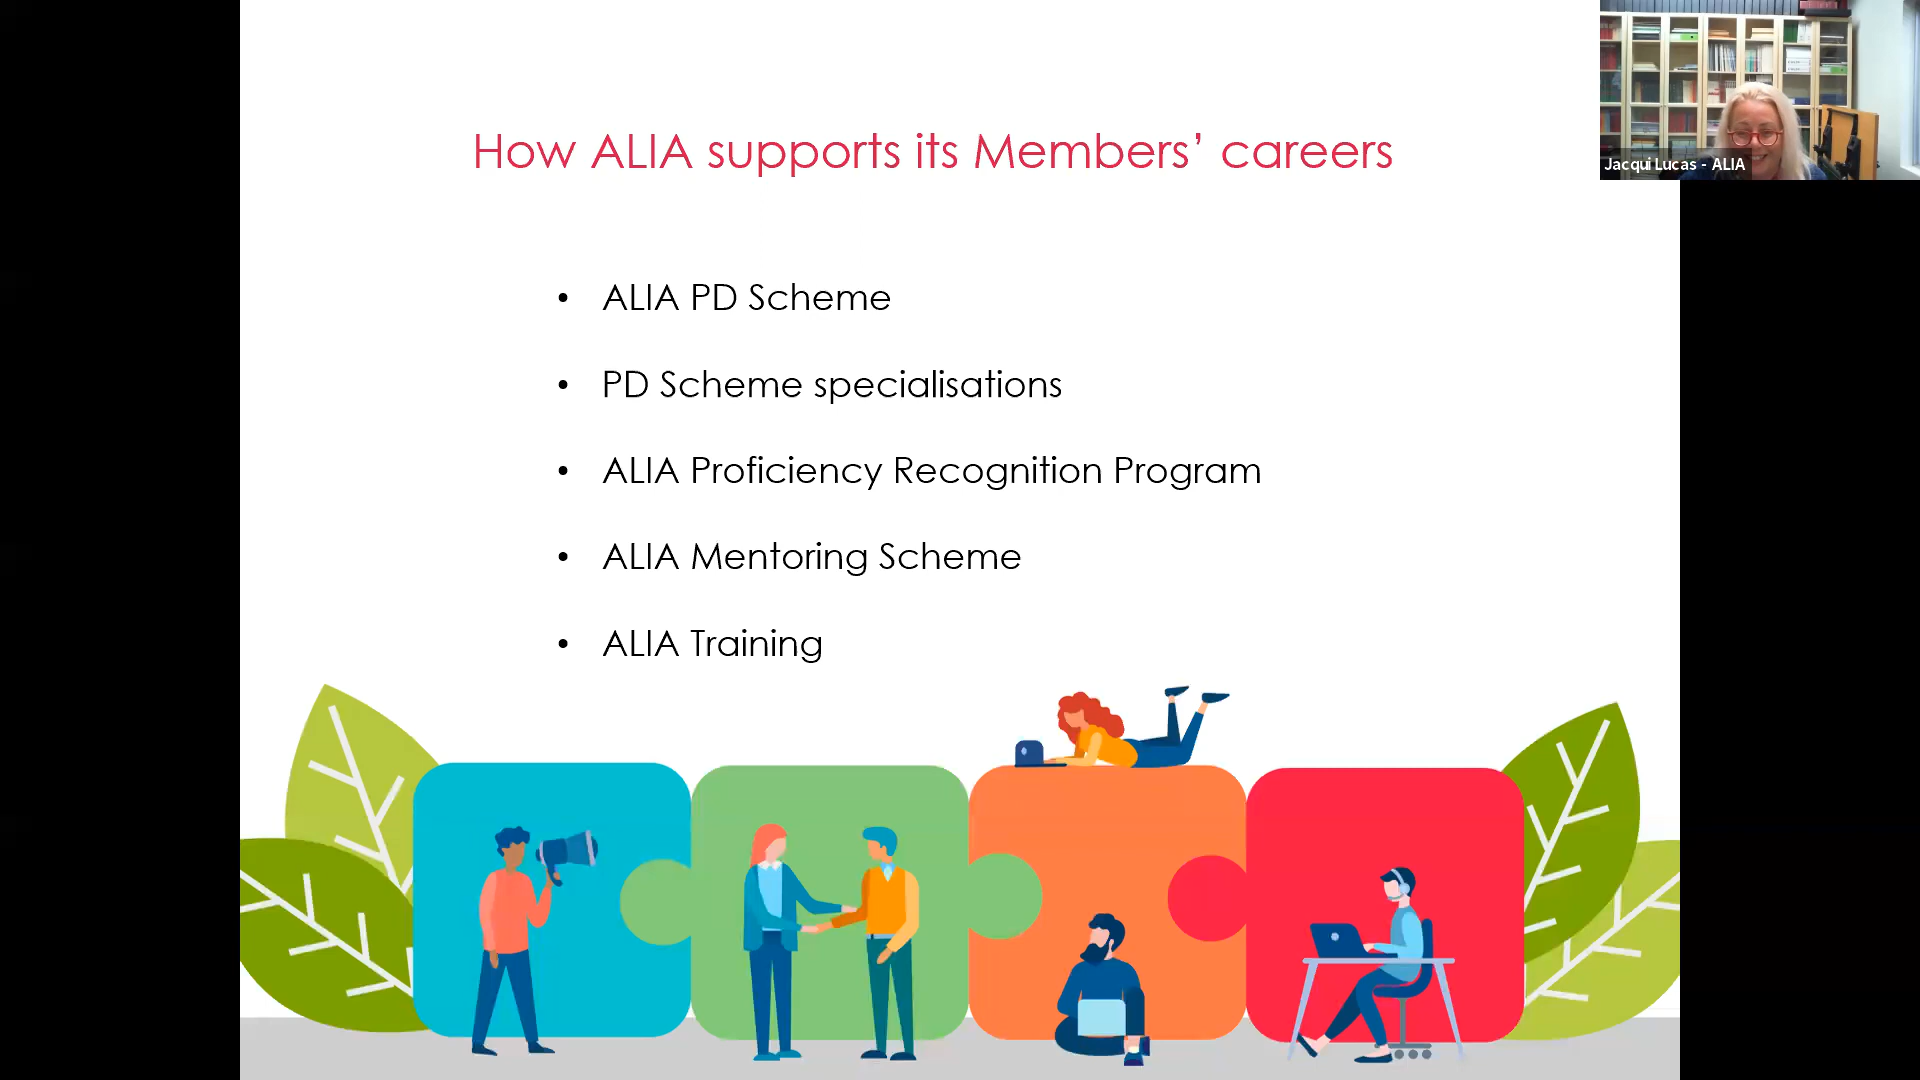 How ALIA supports its Members’ careers
• ALIA PD Scheme
• PD Scheme specialisations
• ALIA Proficiency Recognition Program
• ALIA Mentoring Scheme
• ALIA Training
Jacqui Lucas - ALIA